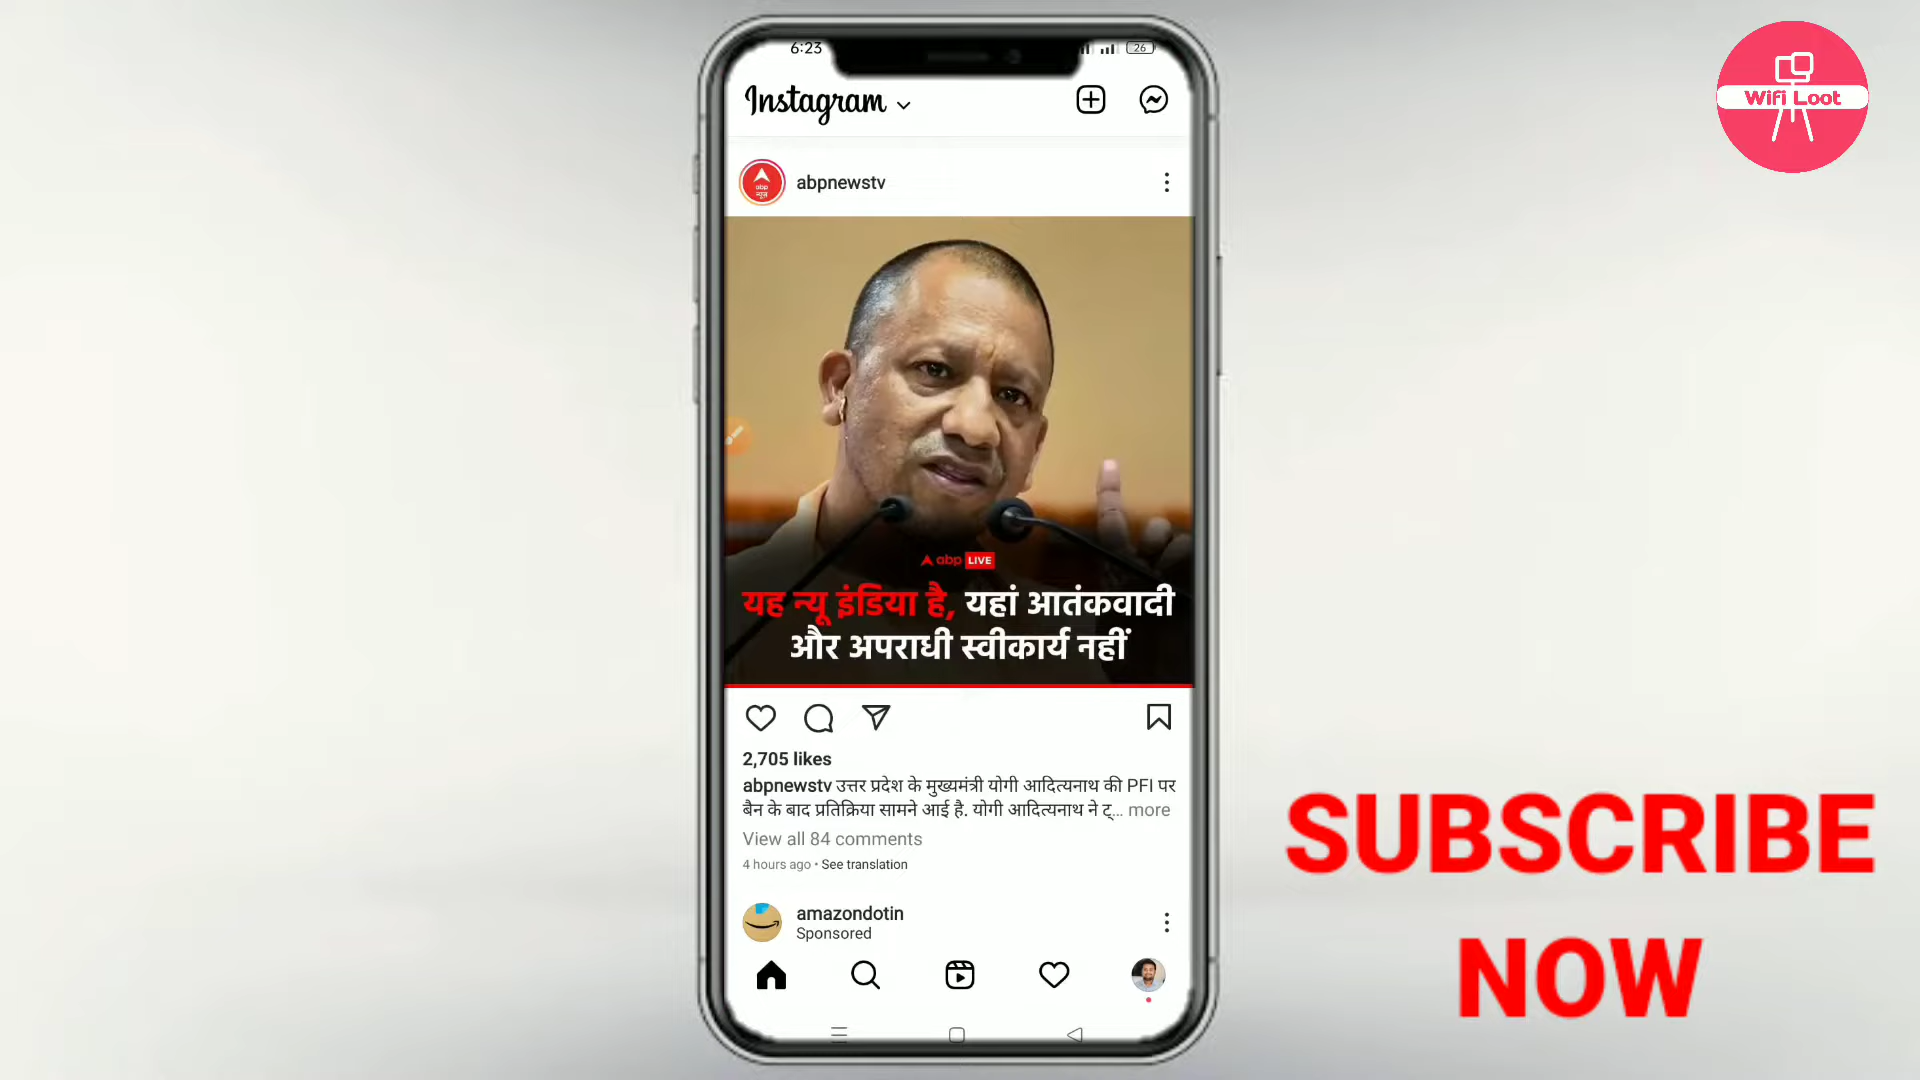 6:23
26
Wifi Loot
Instagram
abp
न्यूज़
abpnewstv
abp LIVE
यह न्यू इंडिया है, यहां आतंकवादी
और अपराधी स्वीकार्य नहीं
2,705 likes
abpnewstv उत्तर प्रदेश के मुख्यमंत्री योगी आदित्यनाथ की PFI पर
बैन के बाद प्रतिक्रिया सामने आई है. योगी आदित्यनाथ ने ट्... more
View all 84 comments
4 hours ago • See translation
amazondotin
Sponsored
SUBSCRIBE
NOW